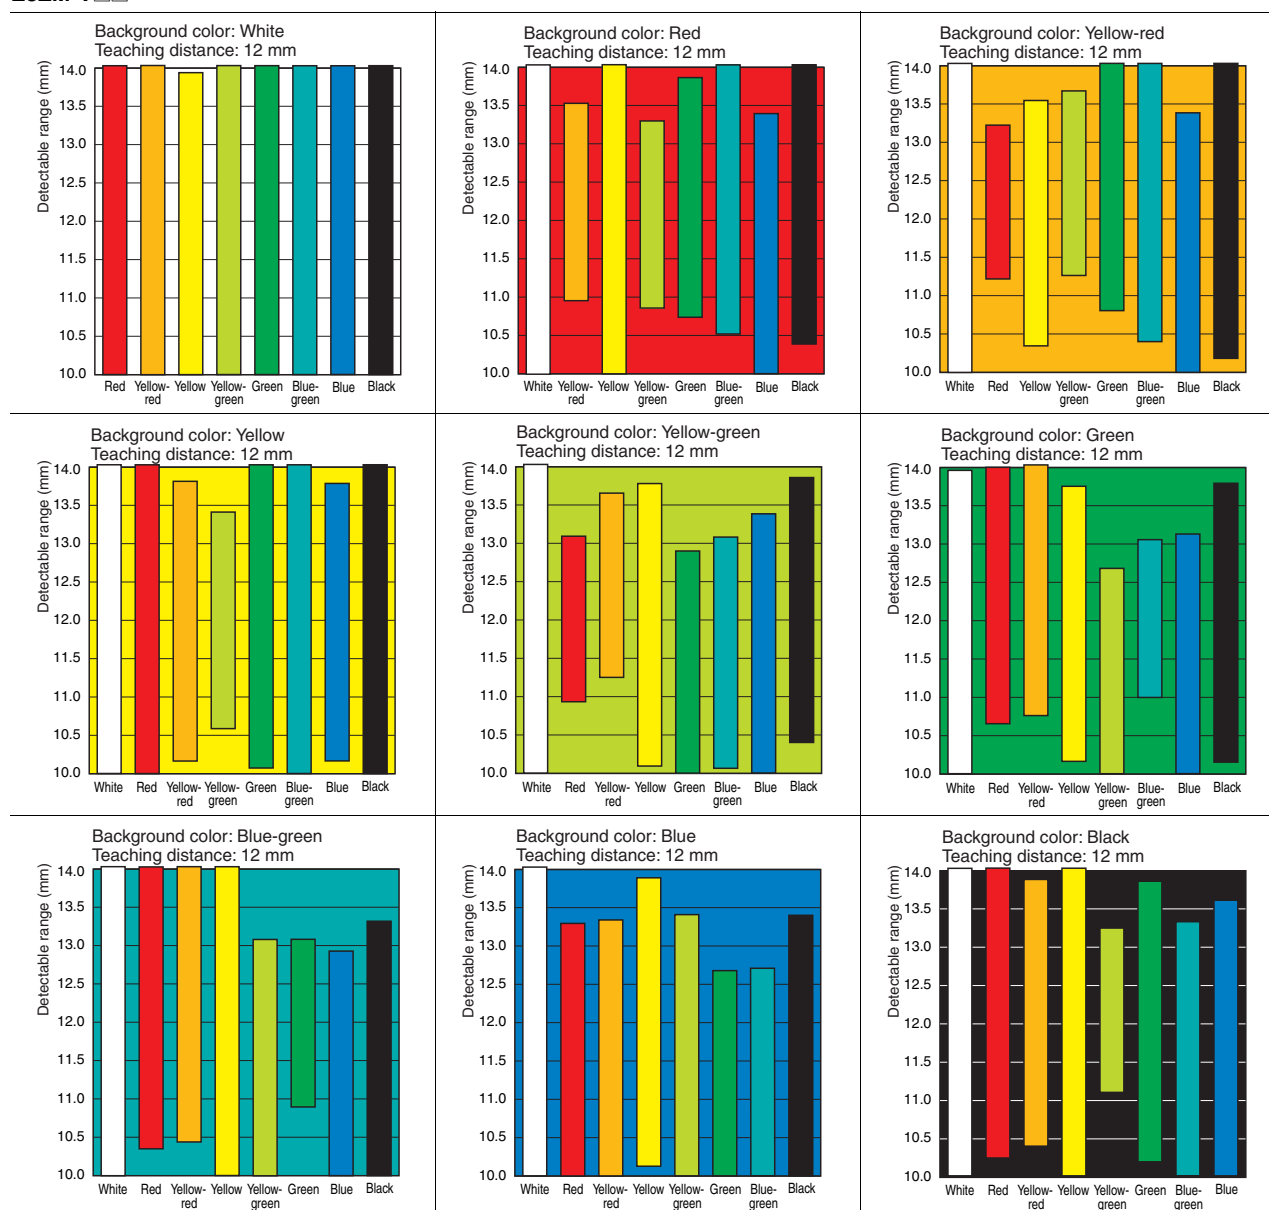 Background color: White
Teaching distance: 12 mm
Detectable range (mm)
14.0
13.5
13.0
12.5
12.0
11.5
11.0
10.5
10.0
Red Yellow-red Yellow Yellow-green Green Blue-green Blue Black
Background color: Red
Teaching distance: 12 mm
Detectable range (mm)
14.0
13.5
13.0
12.5
12.0
11.5
11.0
10.5
10.0
White Yellow-red Yellow Yellow-green Green Blue-green Blue Black
Background color: Yellow-red
Teaching distance: 12 mm
Detectable range (mm)
14.0
13.5
13.0
12.5
12.0
11.5
11.0
10.5
10.0
White Red Yellow Yellow-green Green Blue-green Blue Black
Background color: Yellow
Teaching distance: 12 mm
Detectable range (mm)
14.0
13.5
13.0
12.5
12.0
11.5
11.0
10.5
10.0
White Red Yellow-red Yellow-green Green Blue-green Blue Black
Background color: Yellow-green
Teaching distance: 12 mm
Detectable range (mm)
14.0
13.5
13.0
12.5
12.0
11.5
11.0
10.5
10.0
White Red Yellow-red Yellow Green Blue-green Blue Black
Background color: Green
Teaching distance: 12 mm
Detectable range (mm)
14.0
13.5
13.0
12.5
12.0
11.5
11.0
10.5
10.0
White Red Yellow-red Yellow Yellow-green Blue-green Blue Black
Background color: Blue-green
Teaching distance: 12 mm
Detectable range (mm)
14.0
13.5
13.0
12.5
12.0
11.5
11.0
10.5
10.0
White Red Yellow-red Yellow Yellow-green Green Blue Black
Background color: Blue
Teaching distance: 12 mm
Detectable range (mm)
14.0
13.5
13.0
12.5
12.0
11.5
11.0
10.5
10.0
White Red Yellow-red Yellow Yellow-green Green Blue-green Black
Background color: Black
Teaching distance: 12 mm
Detectable range (mm)
14.0
13.5
13.0
12.5
12.0
11.5
11.0
10.5
10.0
White Red Yellow-red Yellow Yellow-green Green Blue-green Blue